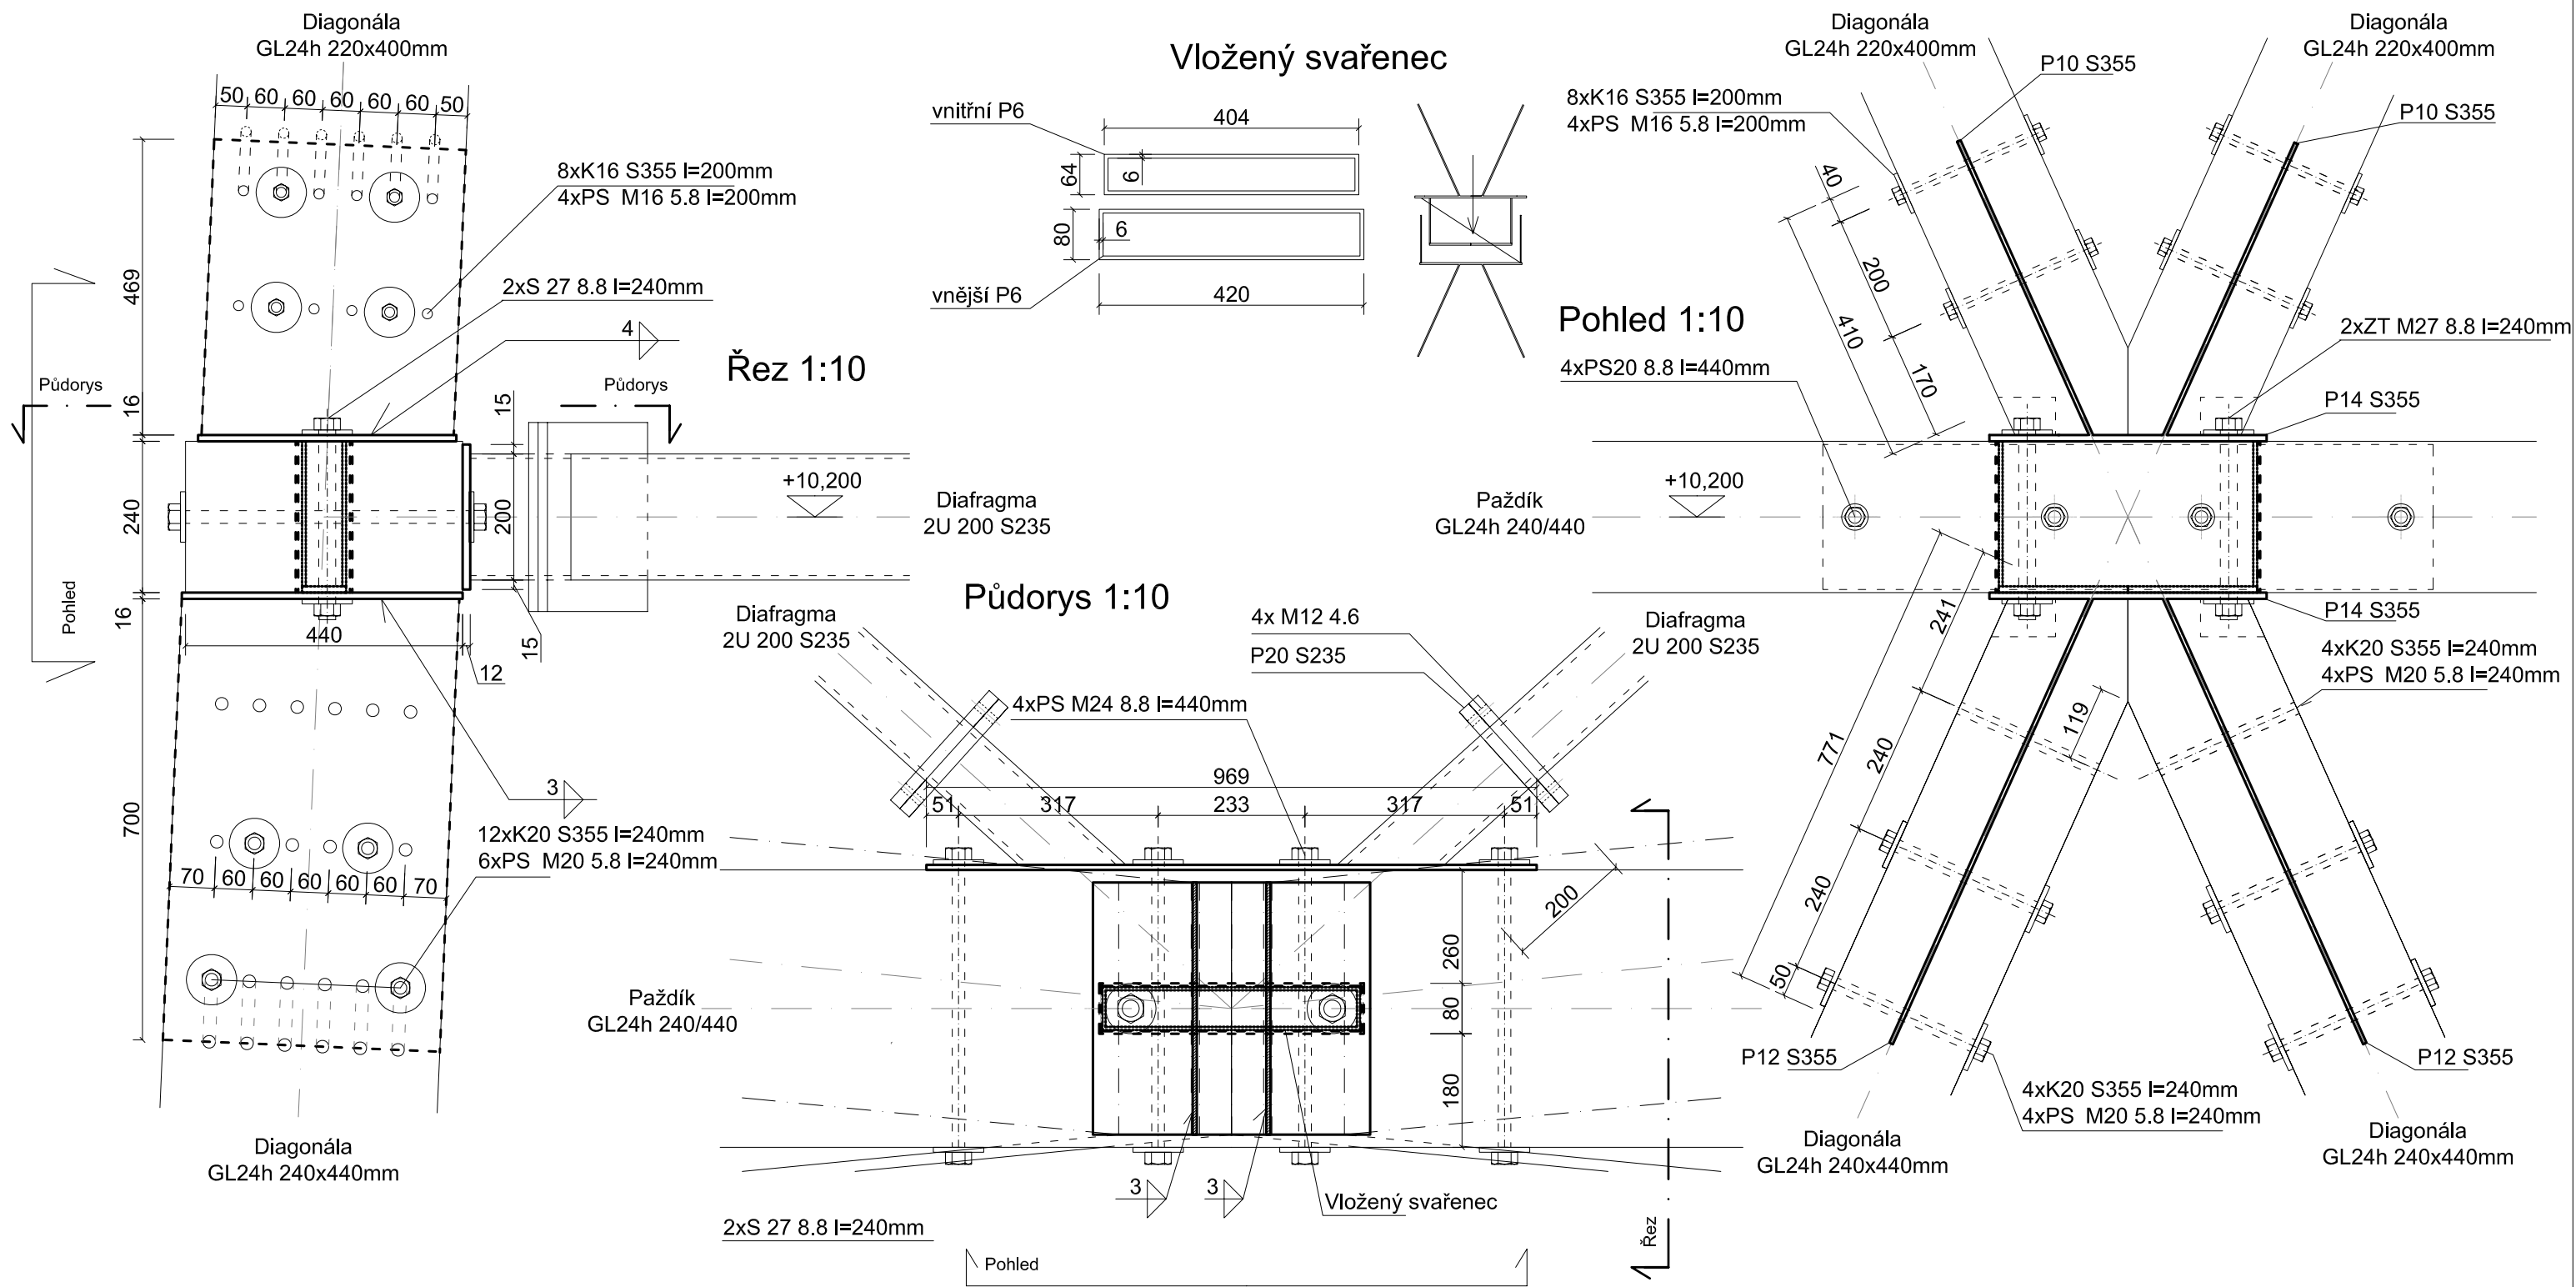 Diagonála
GL24h 220x400mm
50 60 60 60 60 60 50
8xK16 S355 l=200mm
4xPS M16 5.8 l=200mm
2xS 27 8.8 l=240mm
4
469
16
240
16
700
Půdorys
Půdorys
Pohled
Řez 1:10
15
200
15
+10,200
Diafragma
2U 200 S235
440
12
3
12xK20 S355 l=240mm
6xPS M20 5.8 l=240mm
70 60 60 60 60 60 70
Diagonála
GL24h 240x440mm
Vložený svařenec
vnitřní P6
404
64
6
80
6
vnější P6
420
Půdorys 1:10
Diafragma
2U 200 S235
4x M12 4.6
P20 S235
Diafragma
2U 200 S235
4xPS M24 8.8 l=440mm
969
51 317 233 317 51
200
260
80
180
Paždík
GL24h 240/440
3
3
Vložený svařenec
2xS 27 8.8 l=240mm
Pohled
Řez
Pohled 1:10
Diagonála
GL24h 220x400mm
Diagonála
GL24h 220x400mm
P10 S355
P10 S355
8xK16 S355 l=200mm
4xPS M16 5.8 l=200mm
40
200
410
170
2xZT M27 8.8 l=240mm
4xPS20 8.8 l=440mm
P14 S355
+10,200
Paždík
GL24h 240/440
P14 S355
241
119
771
240
240
50
4xK20 S355 l=240mm
4xPS M20 5.8 l=240mm
P12 S355
P12 S355
4xK20 S355 l=240mm
4xPS M20 5.8 l=240mm
Diagonála
GL24h 240x440mm
Diagonála
GL24h 240x440mm